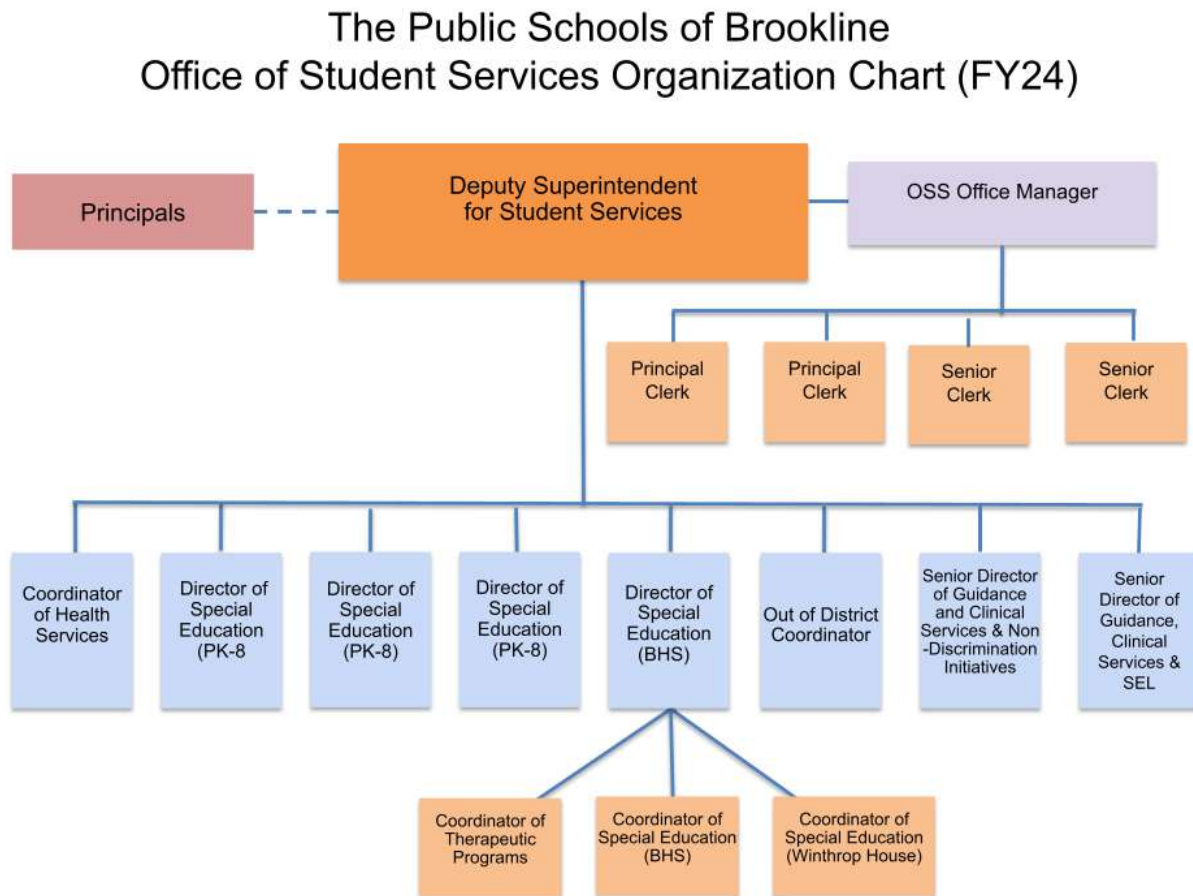 The Public Schools of Brookline
Office of Student Services Organization Chart (FY24)
Principals
Deputy Superintendent
for Student Services
OSS Office Manager
Principal
Clerk
Principal
Clerk
Senior
Clerk
Senior
Clerk
Coordinator
of Health
Services
Director of
Special
Education
(PK-8
Director of
Special
Education
(PK-8)
Director of
Special
Education
(PK-8)
Director of
Special
Education
(BHS)
Out of District
Coordinator
Senior Director
of Guidance
and Clinical
Services & Non
-Discrimination
Initiatives
Senior
Director of
Guidance,
Clinical
Services &
SEL
Coordinator of
Therapeutic
Programs
Coordinator of
Special Education
(BHS)
Coordinator of
Special Education
(Winthrop House)